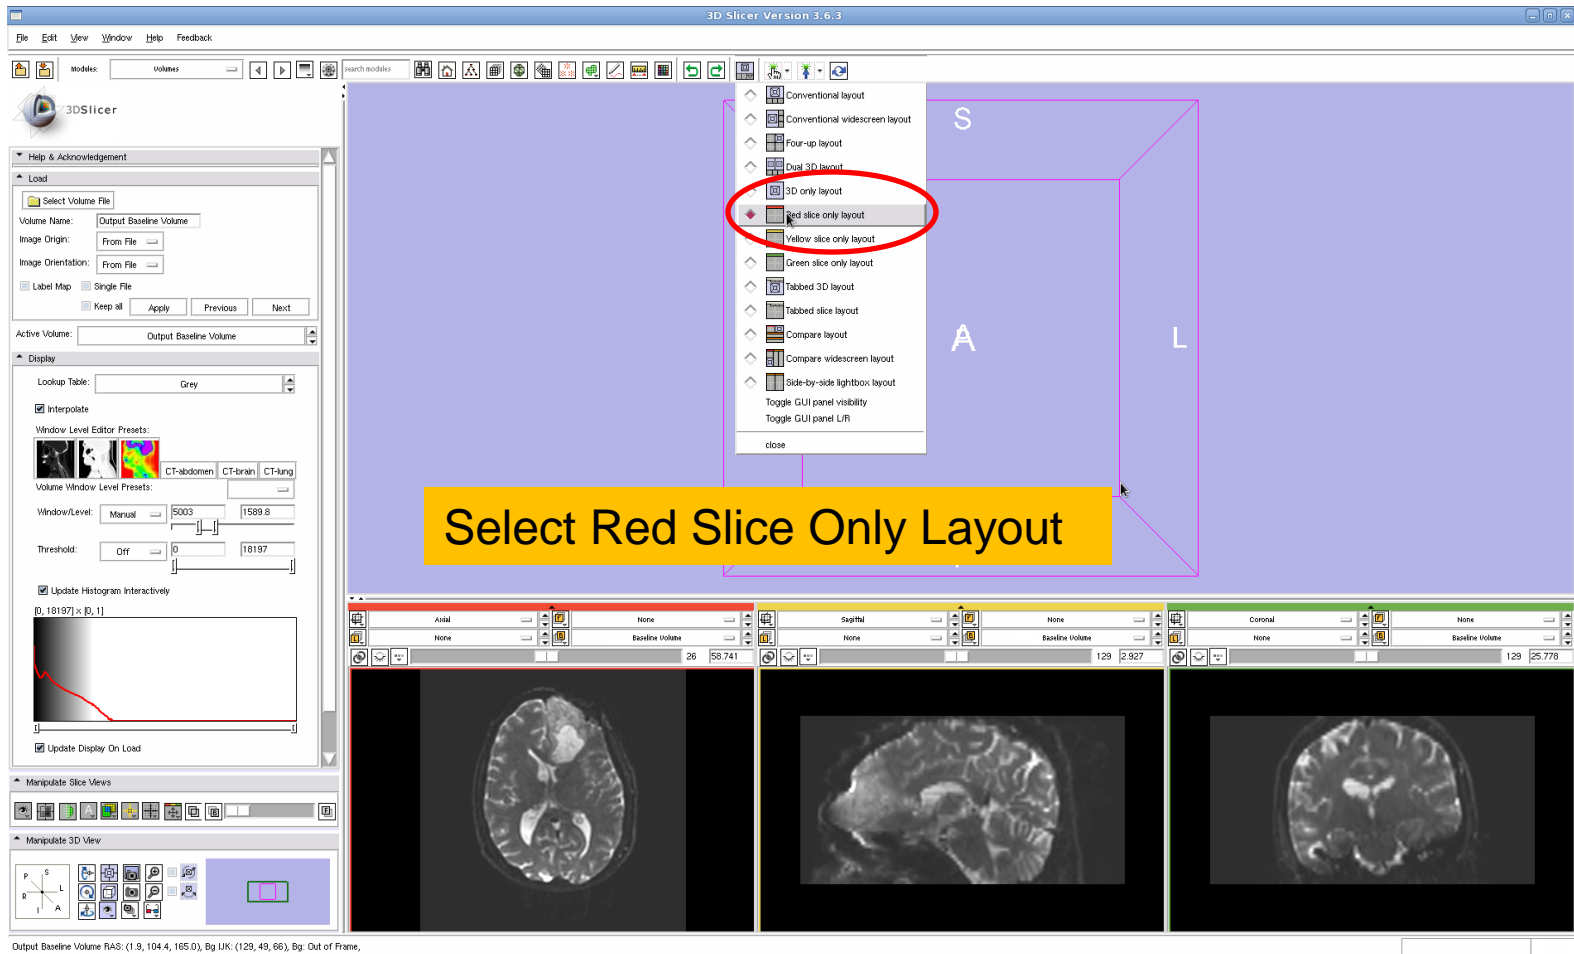 3D Slicer Version 3.6.3
File Edit View Window Help Feedback
Modules: Volumes search modules
3DSlicer
Help & Acknowledgement
Load
Select Volume File
Volume Name: Output Baseline Volume
Image Origin: From File
Image Orientation: From File
Label Map Single File
Keep all Apply Previous Next
Active Volume: Output Baseline Volume
Display
Lookup Table: Grey
Interpolate
Window Level Editor Presets:
CT-abdomen CT-brain CT-lung
Volume Window Level Presets:
Window/Level: Manual 5003 1589.8
Threshold: Off 0 18197
Update Histogram Interactively
[0, 18197] x [0, 1]
Update Display On Load
Manipulate Slice Views
Manipulate 3D View
P S
R L
I A
Conventional layout
Conventional widescreen layout
Four-up layout
Dual 3D layout
3D only layout
Red slice only layout
Yellow slice only layout
Green slice only layout
Tabbed 3D layout
Tabbed slice layout
Compare layout
Compare widescreen layout
Side-by-side lightbox layout
Toggle GUI panel visibility
Toggle GUI panel L/R
close
S
A
L
Select Red Slice Only Layout
Axial None
None Baseline Volume
26 58.741
Sagittal None
None Baseline Volume
129 2.927
Coronal None
None Baseline Volume
129 25.778
Output Baseline Volume RAS: (1.9, 104.4, 165.0), Bg IJK: (129, 49, 66), Bg: Out of Frame,